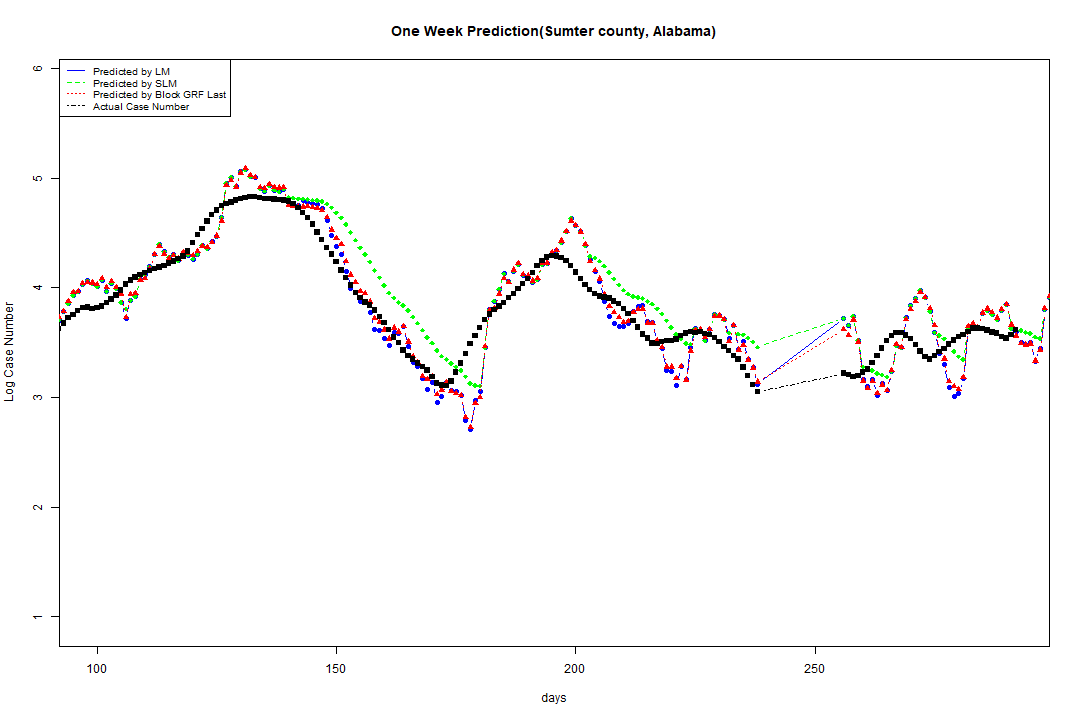 One Week Prediction(Sumter county, Alabama)
Predicted by LM
Predicted by SLM
Predicted by Block GRF Last
Actual Case Number
Log Case Number
6
5
4
3
2
1
100 150 200 250
days